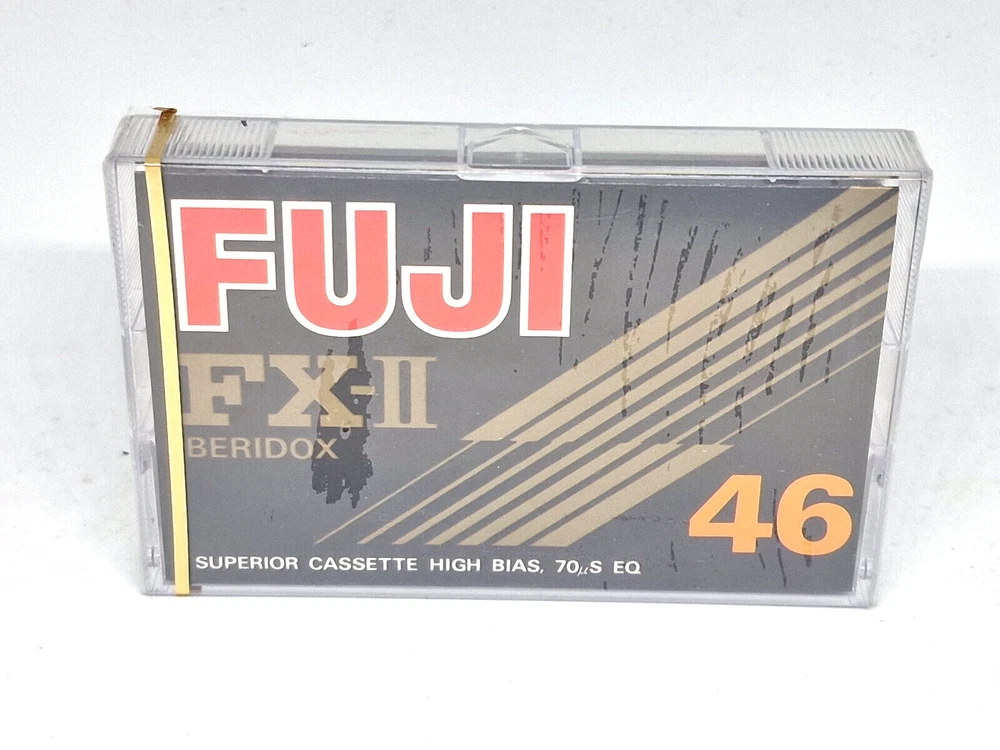 FUJI
FX-II
BERIDOX
46
SUPERIOR CASSETTE HIGH BIAS, 70μS EQ